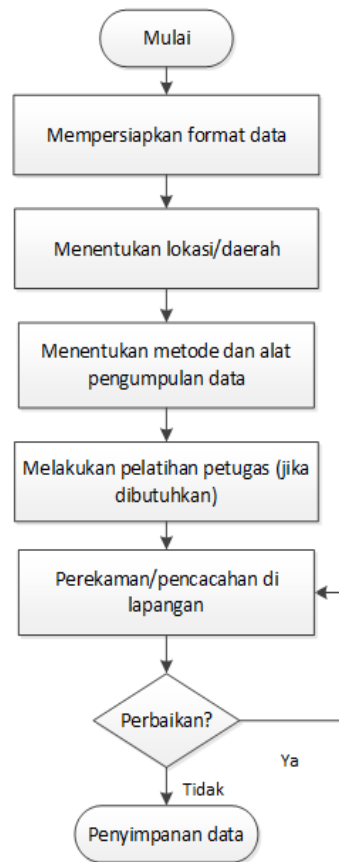 Mulai
Mempersiapkan format data
Menentukan lokasi/daerah
Menentukan metode dan alat
pengumpulan data
Melakukan pelatihan petugas (jika
dibutuhkan)
Perekaman/pencacahan di
lapangan
Perbaikan?
Ya
Tidak
Penyimpanan data